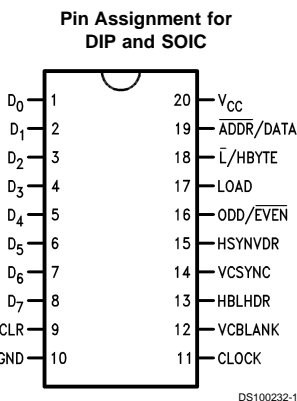 Pin Assignment for
DIP and SOIC
D0 1 20 VCC
D1 2 19 A̅D̅D̅R̅/DATA
D2 3 18 L̅/HBYTE
D3 4 17 LOAD
D4 5 16 ODD/E̅V̅E̅N̅
D5 6 15 HSYNVDR
D6 7 14 VCSYNC
D7 8 13 HBLHDR
CLR 9 12 VCBLANK
GND 10 11 CLOCK
DS100232-1